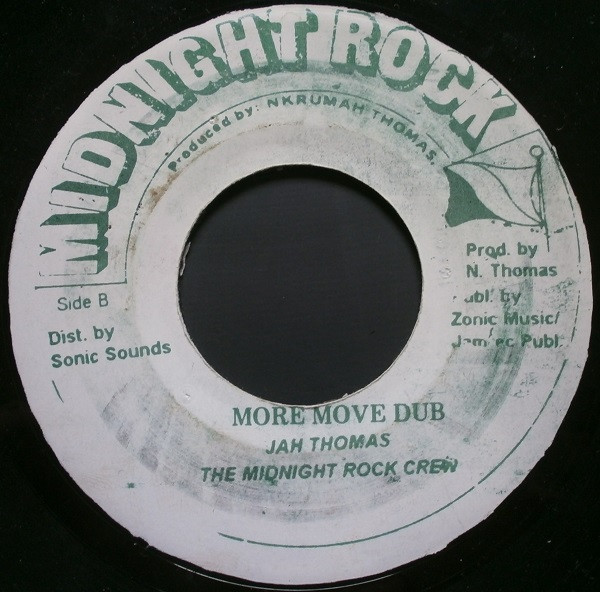 MIDNIGHT ROCK
Produced by: NKRUMAH THOMAS.
Side B
Dist. by
Sonic Sounds
Prod. by
N. Thomas
by
Zonic Music/
Publ.
MORE MOVE DUB
JAH THOMAS
THE MIDNIGHT ROCK CREW